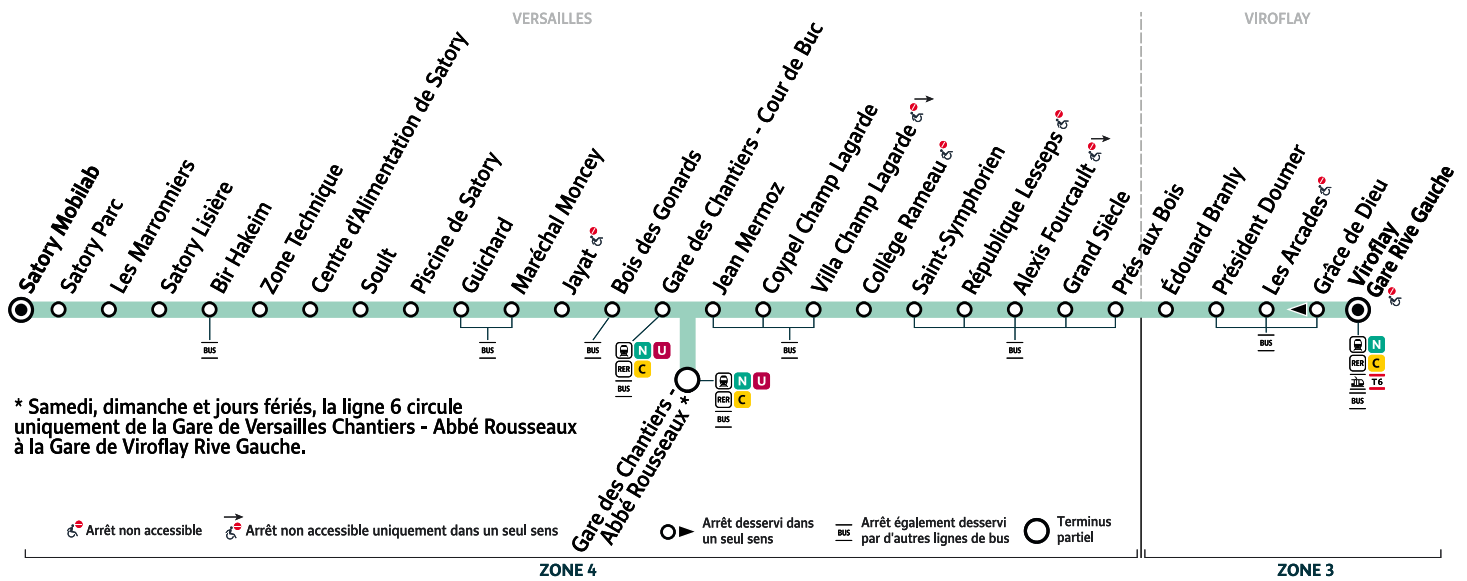 VERSAILLES
VIROFLAY
Satory Mobilab
Satory Parc
Les Marronniers
Satory Lisière
Bir Hakeim
Zone Technique
Centre d'Alimentation de Satory
Soult
Piscine de Satory
Guichard
Maréchal Moncey
Jayat
Bois des Gonards
Gare des Chantiers - Cour de Buc
Jean Mermoz
Coypel Champ Lagarde
Villa Champ Lagarde
Collège Rameau
Saint-Symphorien
République Lesseps
Alexis Fourcault
Grand Siècle
Prés aux Bois
Édouard Branly
Président Doumer
Les Arcades
Grâce de Dieu
Viroflay
Gare Rive Gauche
BUS
BUS
BUS
N U
RER C
BUS
BUS
BUS
BUS
N
RER C
T6
BUS
N U
RER C
BUS
Gare des Chantiers -
Abbé Rousseaux *
* Samedi, dimanche et jours fériés, la ligne 6 circule
uniquement de la Gare de Versailles Chantiers - Abbé Rousseaux
à la Gare de Viroflay Rive Gauche.
Arrêt non accessible
Arrêt non accessible uniquement dans un seul sens
Arrêt desservi dans
un seul sens
BUS
Arrêt également desservi
par d'autres lignes de bus
Terminus
partiel
ZONE 4
ZONE 3